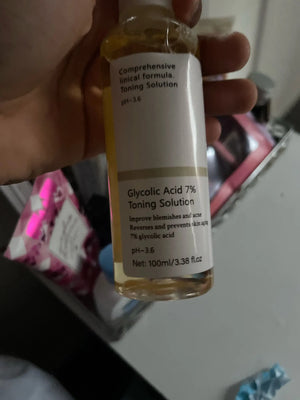 Comprehensive
linical formula.
Toning Solution
pH~3.6
Glycolic Acid 7%
Toning Solution
Improve blemishes and acne
Reverses and prevents skin aging
7% glycolic acid
pH~3.6
Net: 100ml/3.38 fl.oz